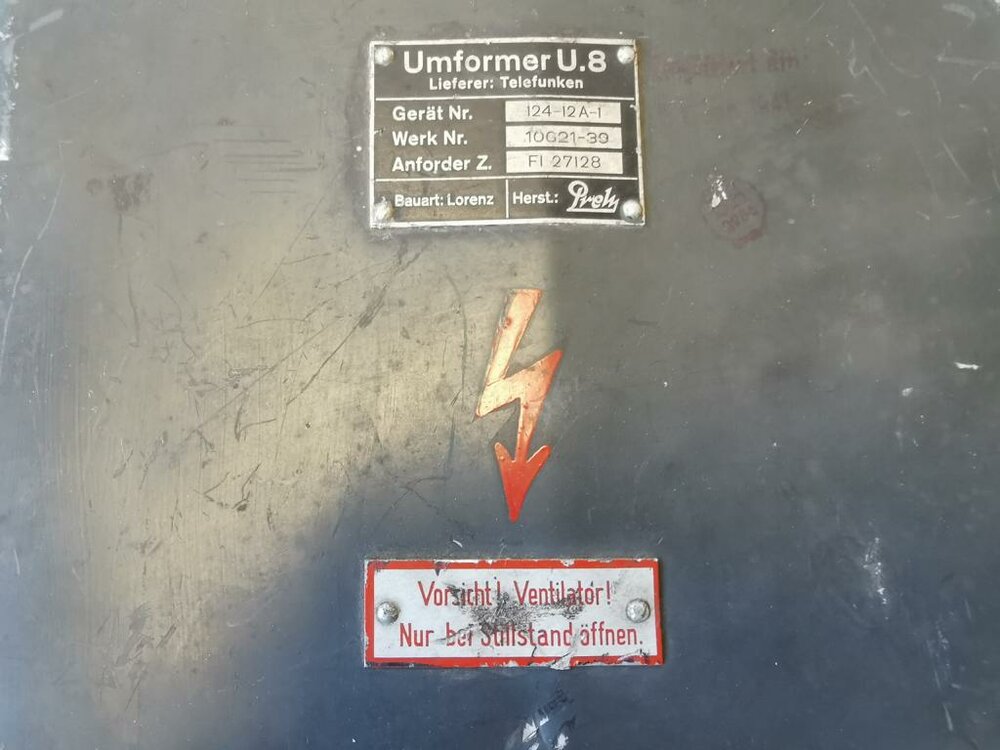 Umformer U.8
Lieferer: Telefunken
Gerät Nr. 124-12A-1
Werk Nr. 10621-39
Anforder Z. Fl 27128
Bauart: Lorenz Herst.:
Vorsicht! Ventilator!
Nur bei Stillstand öffnen.